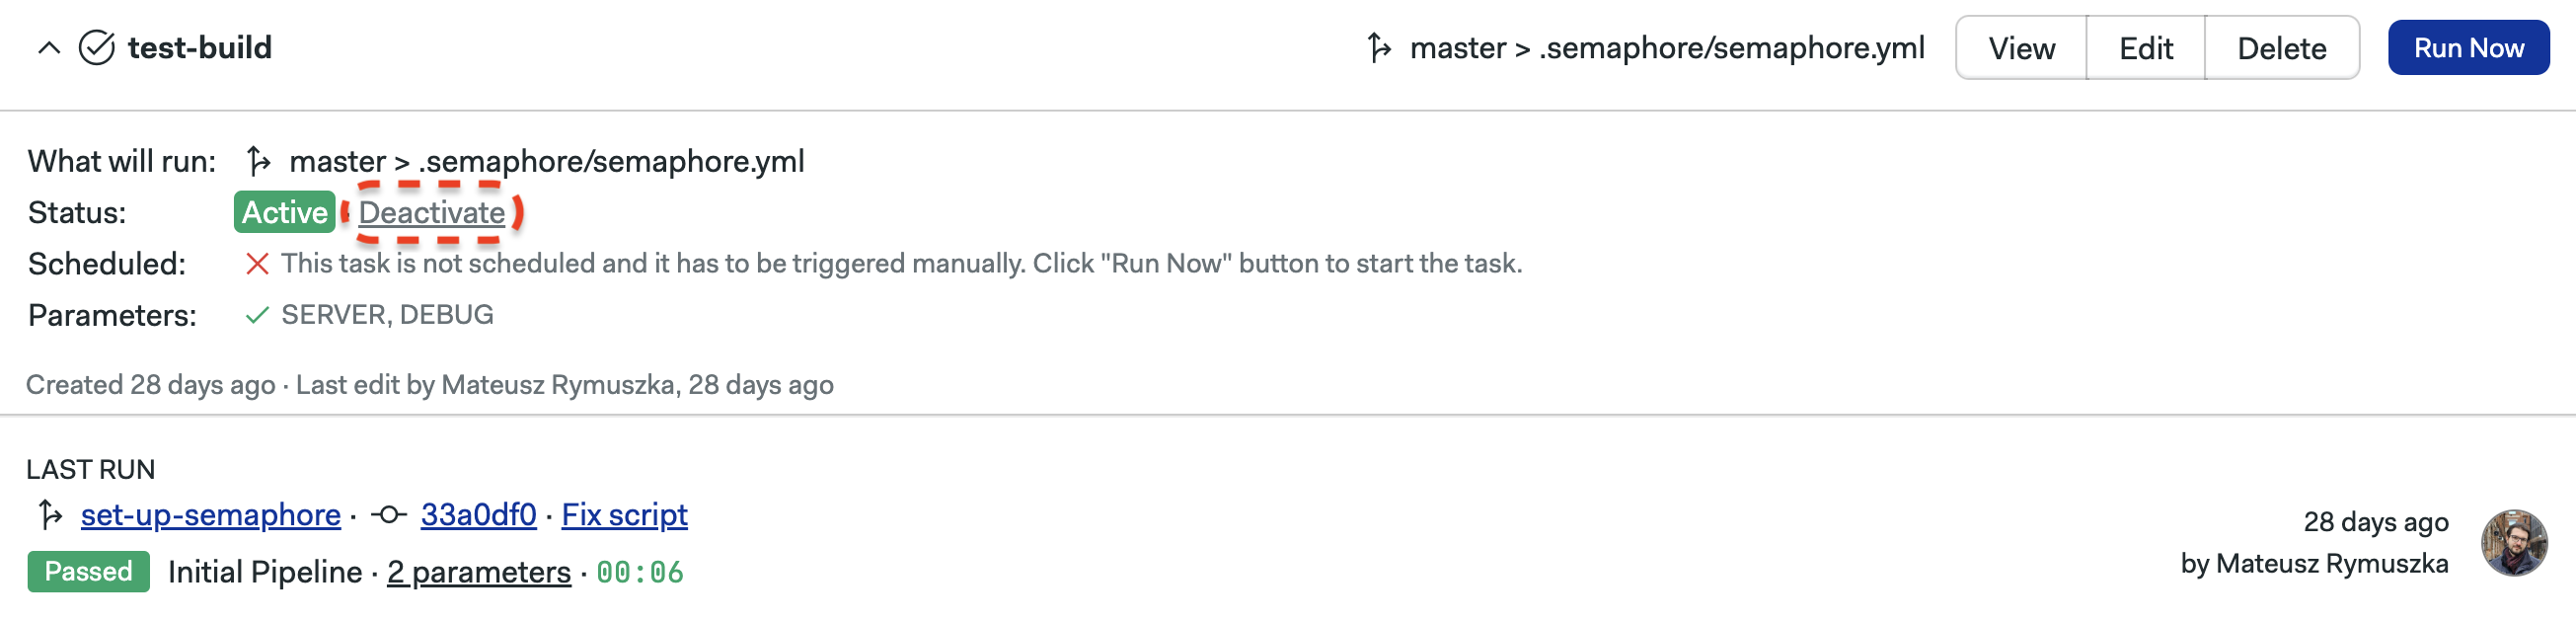 test-build master > .semaphore/semaphore.yml View Edit Delete Run Now
What will run: master > .semaphore/semaphore.yml
Status: Active · Deactivate
Scheduled: This task is not scheduled and it has to be triggered manually. Click "Run Now" button to start the task.
Parameters: SERVER, DEBUG
Created 28 days ago · Last edit by Mateusz Rymuszka, 28 days ago
LAST RUN
set-up-semaphore · 33a0df0 · Fix script
28 days ago
Passed Initial Pipeline · 2 parameters · 00:06
by Mateusz Rymuszka